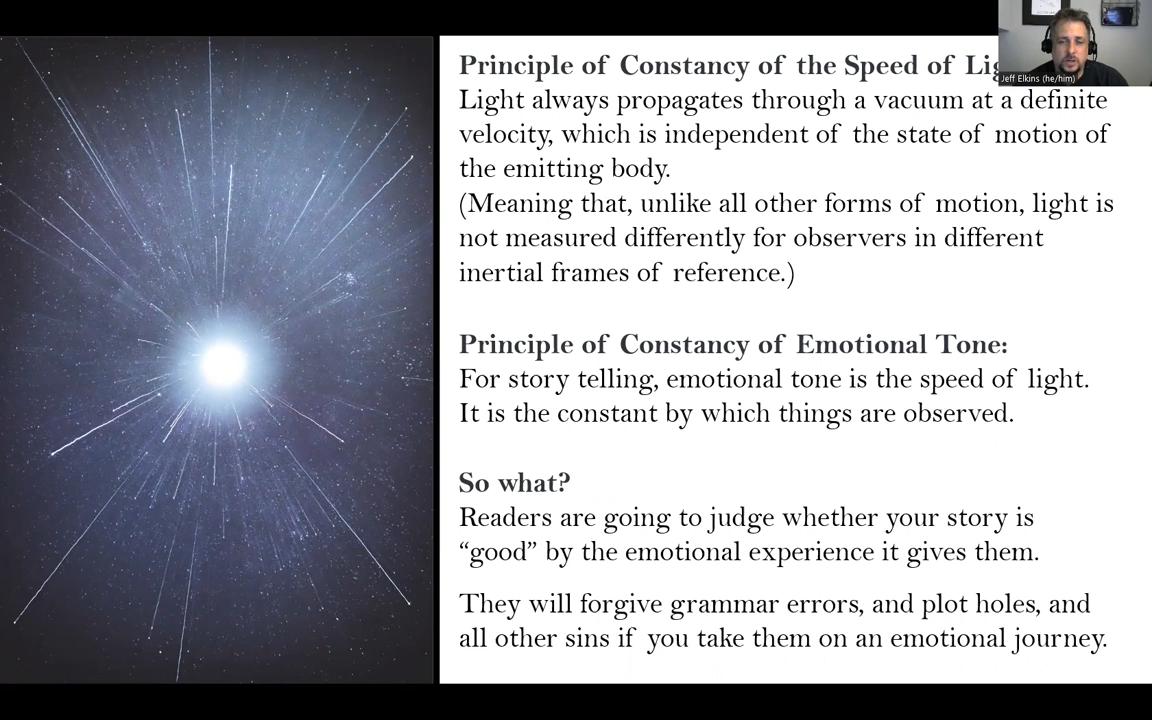 Principle of Constancy of the Speed of
Light always propagates through a vacuum at a definite
velocity, which is independent of the state of motion of
the emitting body.
(Meaning that, unlike all other forms of motion, light is
not measured differently for observers in different
inertial frames of reference.)
Principle of Constancy of Emotional Tone:
For story telling, emotional tone is the speed of light.
It is the constant by which things are observed.
So what?
Readers are going to judge whether your story is
“good” by the emotional experience it gives them.
They will forgive grammar errors, and plot holes, and
all other sins if you take them on an emotional journey.
Jeff Elkins (he/him)